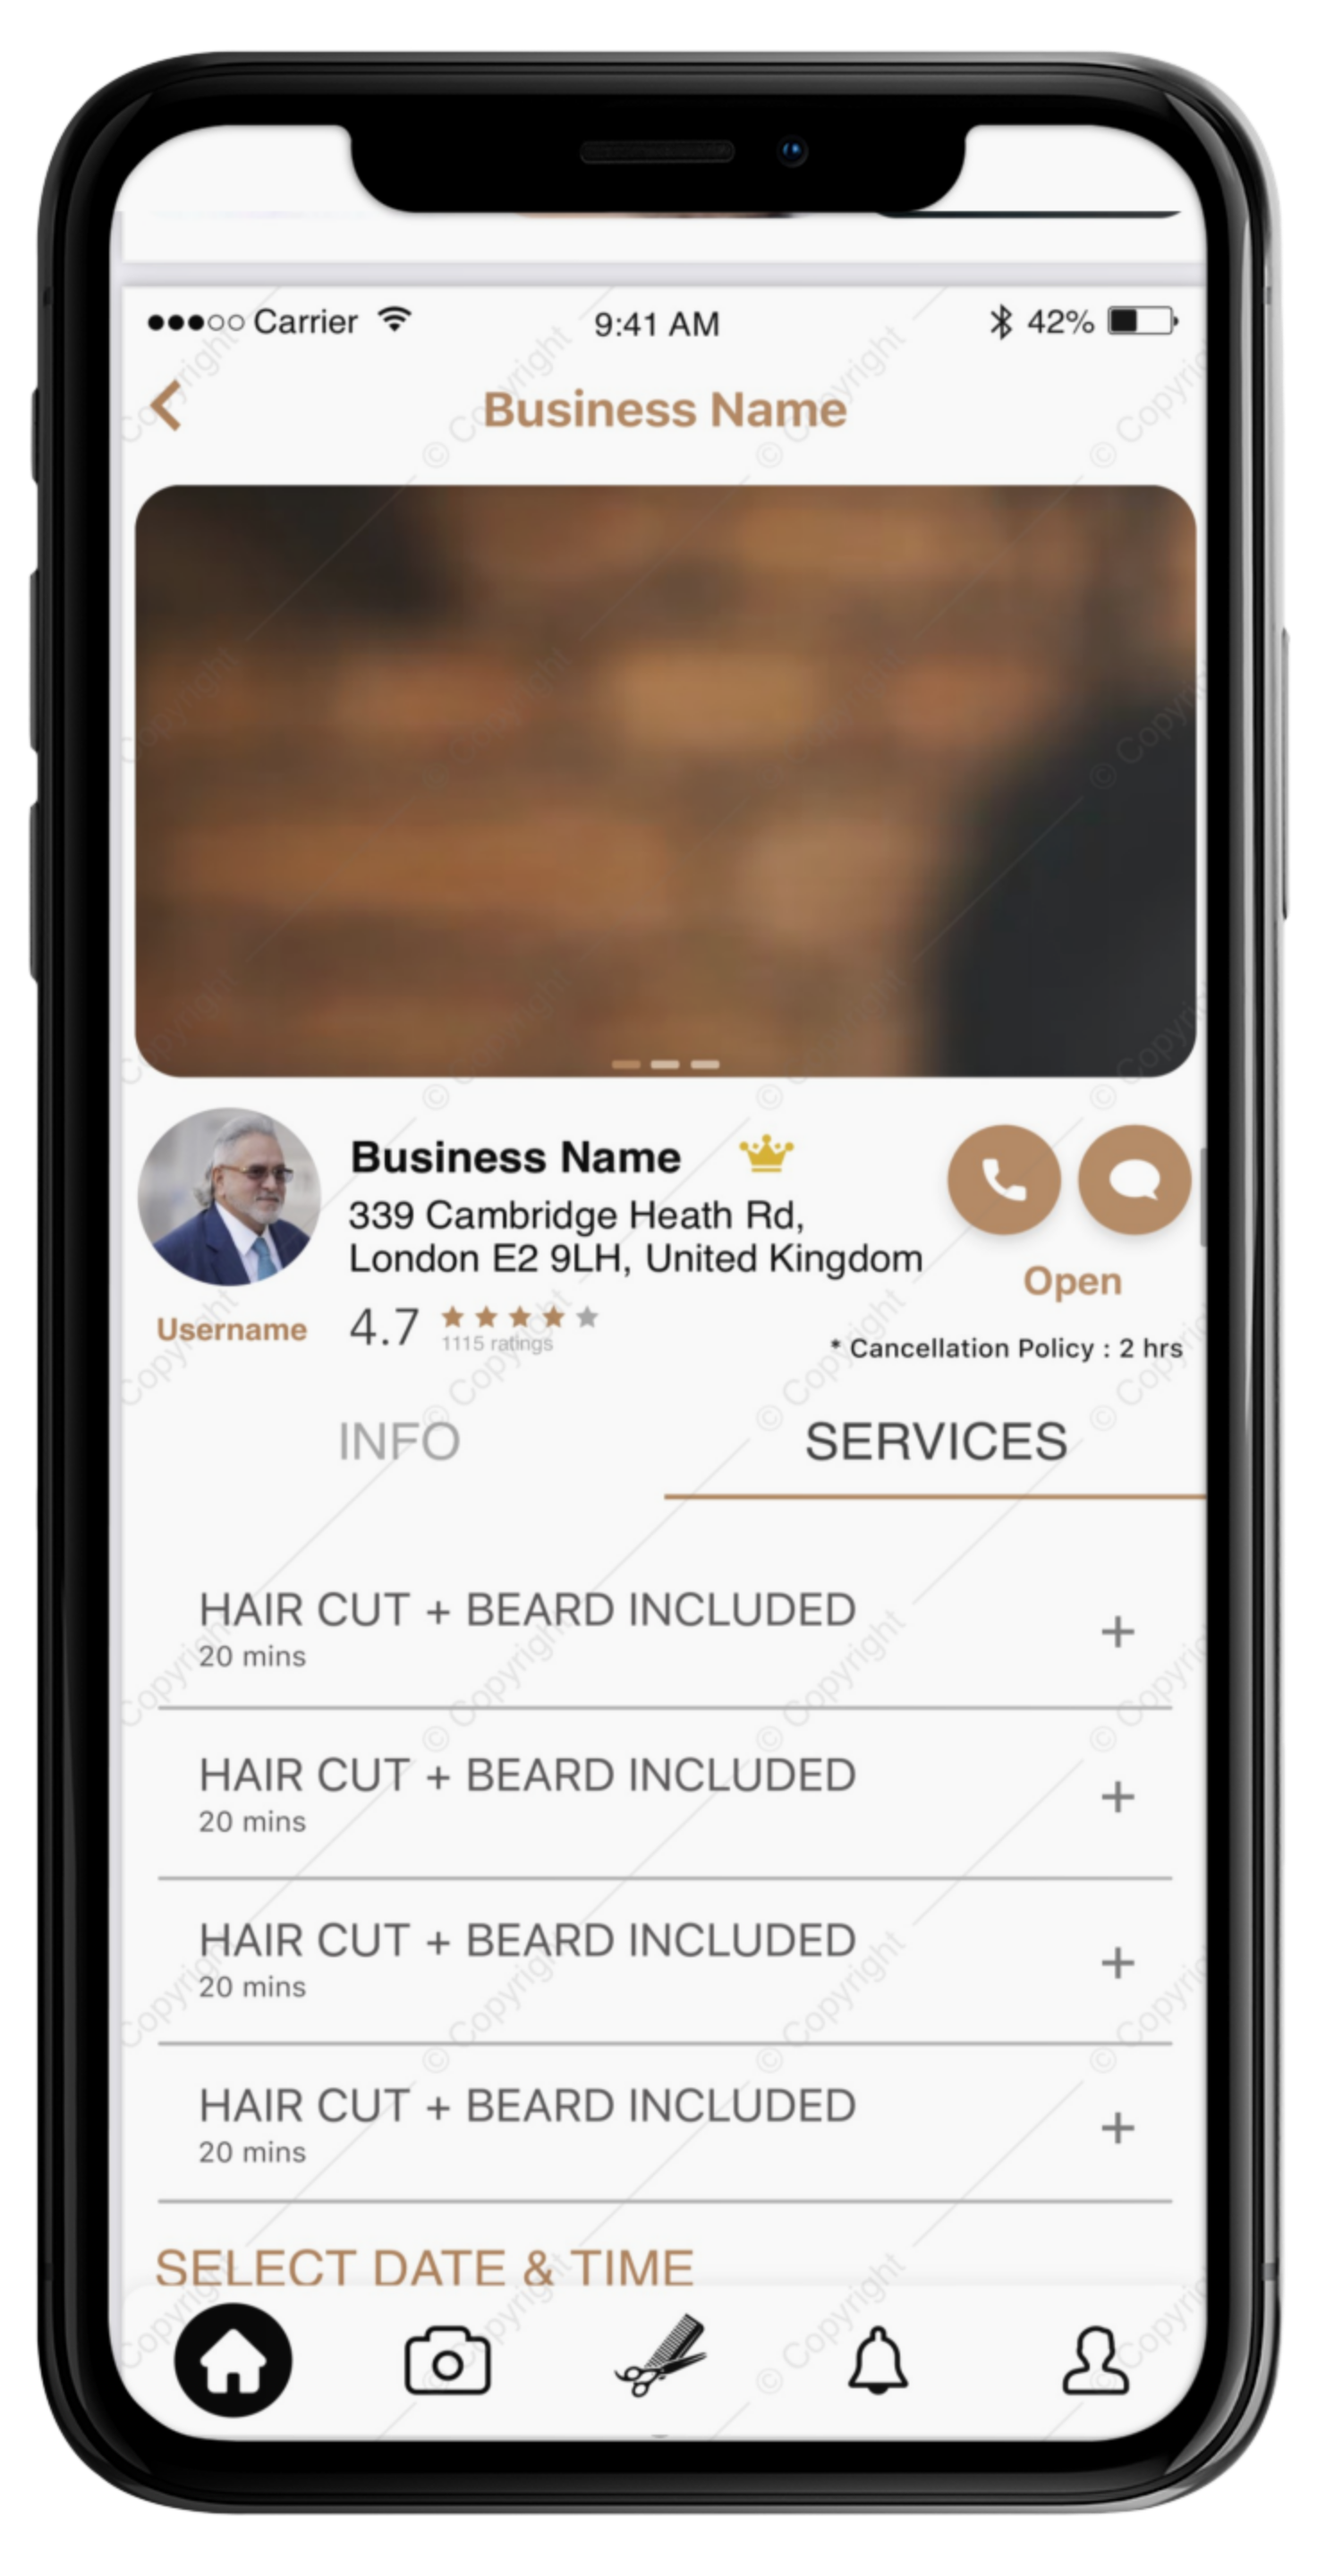 Carrier 9:41 AM 42%
Business Name
Business Name
339 Cambridge Heath Rd,
London E2 9LH, United Kingdom
Open
Username
4.7
1115 ratings
* Cancellation Policy : 2 hrs
INFO SERVICES
HAIR CUT + BEARD INCLUDED
20 mins
+
HAIR CUT + BEARD INCLUDED
20 mins
+
HAIR CUT + BEARD INCLUDED
20 mins
+
HAIR CUT + BEARD INCLUDED
20 mins
+
SELECT DATE & TIME
© Copyright